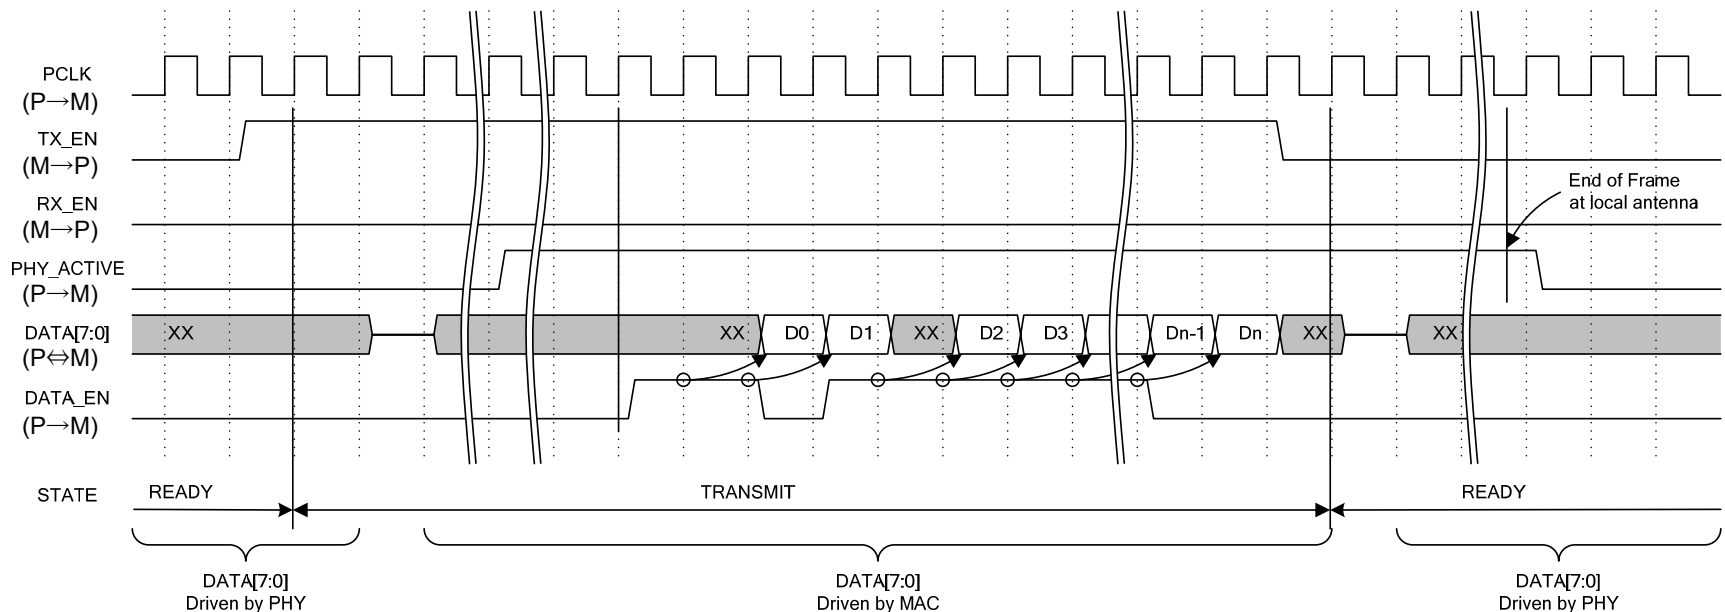 PCLK
(P→M)
TX_EN
(M→P)
RX_EN
(M→P)
End of Frame
at local antenna
PHY_ACTIVE
(P→M)
DATA[7:0]
(P⇔M)
XX XX D0 D1 XX D2 D3 Dn-1 Dn XX XX
DATA_EN
(P→M)
STATE
READY TRANSMIT READY
DATA[7:0]
Driven by PHY
DATA[7:0]
Driven by MAC
DATA[7:0]
Driven by PHY